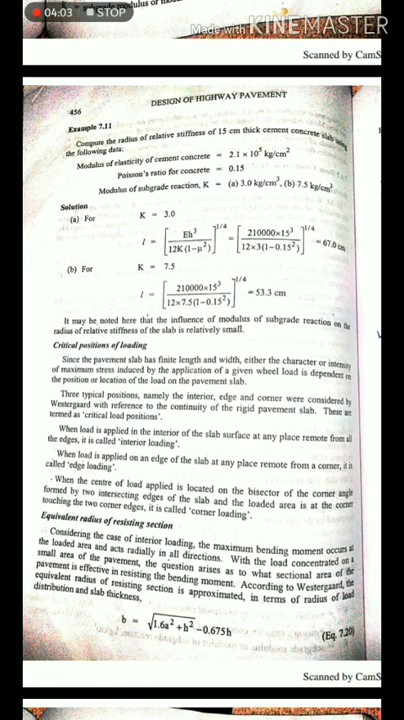 04:03 STOP
Made with KINEMASTER
Scanned by CamS
456 DESIGN OF HIGHWAY PAVEMENT
Example 7.11
Compute the radius of relative stiffness of 15 cm thick cement concrete slab using
the following data:
Modulus of elasticity of cement concrete = 2.1 × 10⁵ kg/cm²
Poisson's ratio for concrete = 0.15
Modulus of subgrade reaction, K = (a) 3.0 kg/cm³, (b) 7.5 kg/cm³
Solution
(a) For K = 3.0
l = [Eh³ / 12K (1-μ²)]^1/4 = [210000×15³ / 12×3(1-0.15²)]^1/4 = 67.0 cm
(b) For K = 7.5
l = [210000×15³ / 12×7.5(1-0.15²)]^1/4 = 53.3 cm
It may be noted here that the influence of modulus of subgrade reaction on the
radius of relative stiffness of the slab is relatively small.
Critical positions of loading
Since the pavement slab has finite length and width, either the character or intensity
of maximum stress induced by the application of a given wheel load is dependent on
the position or location of the load on the pavement slab.
Three typical positions, namely the interior, edge and corner were considered by
Westergaard with reference to the continuity of the rigid pavement slab. These are
termed as 'critical load positions'.
When load is applied in the interior of the slab surface at any place remote from all
the edges, it is called 'interior loading'.
When load is applied on an edge of the slab at any place remote from a corner, it is
called 'edge loading'.
When the centre of load applied is located on the bisector of the corner angle
formed by two intersecting edges of the slab and the loaded area is at the corner
touching the two corner edges, it is called 'corner loading'.
Equivalent radius of resisting section
Considering the case of interior loading, the maximum bending moment occurs at
the loaded area and acts radially in all directions. With the load concentrated on a
small area of the pavement, the question arises as to what sectional area of the
pavement is effective in resisting the bending moment. According to Westergaard, the
equivalent radius of resisting section is approximated, in terms of radius of load
distribution and slab thickness,
b = √1.6a² + h² - 0.675h (Eq. 7.20)
Scanned by CamS